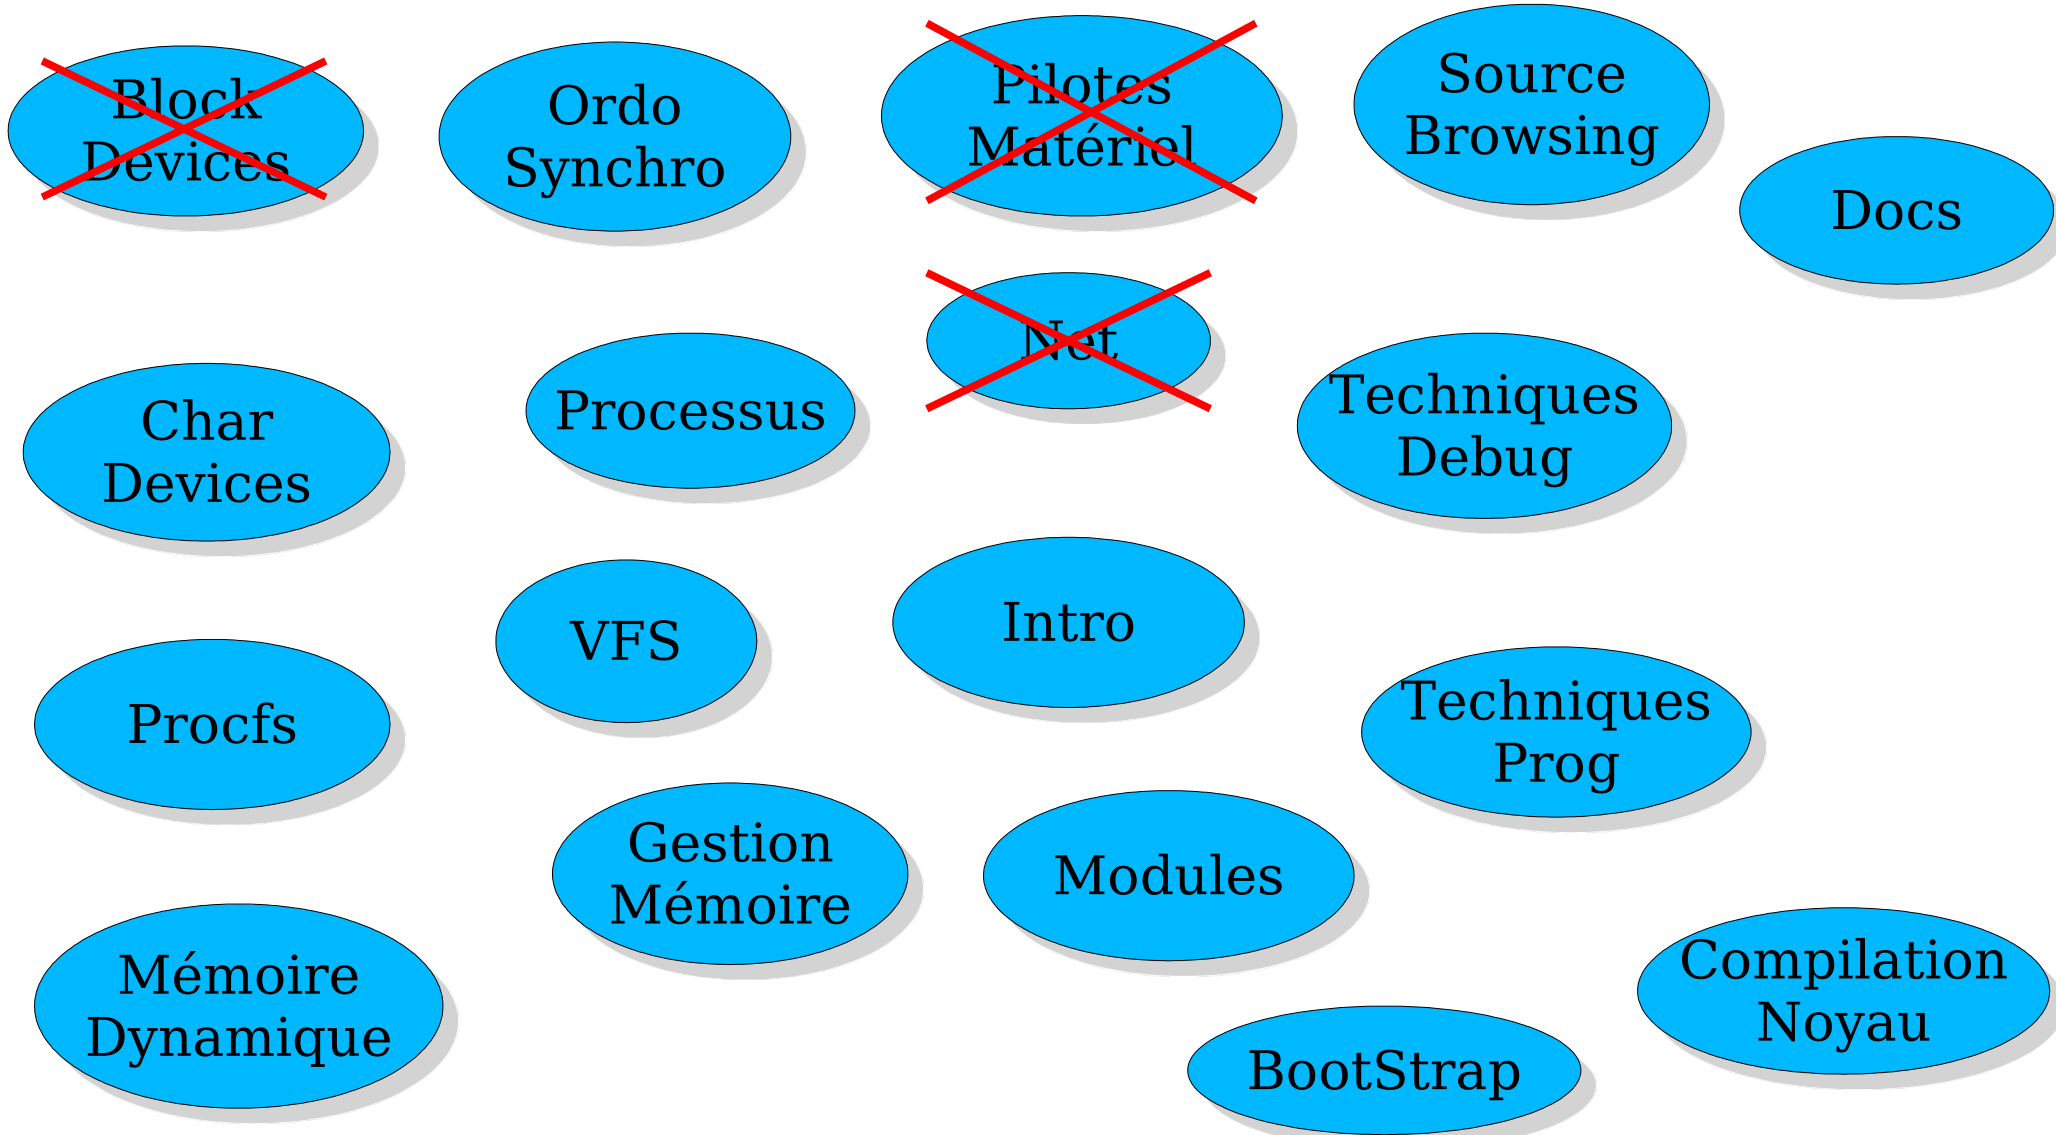 Block
Devices
Ordo
Synchro
Pilotes
Matériel
Source
Browsing
Docs
Char
Devices
Processus
Net
Techniques
Debug
Procfs
VFS
Intro
Techniques
Prog
Gestion
Mémoire
Modules
Mémoire
Dynamique
BootStrap
Compilation
Noyau